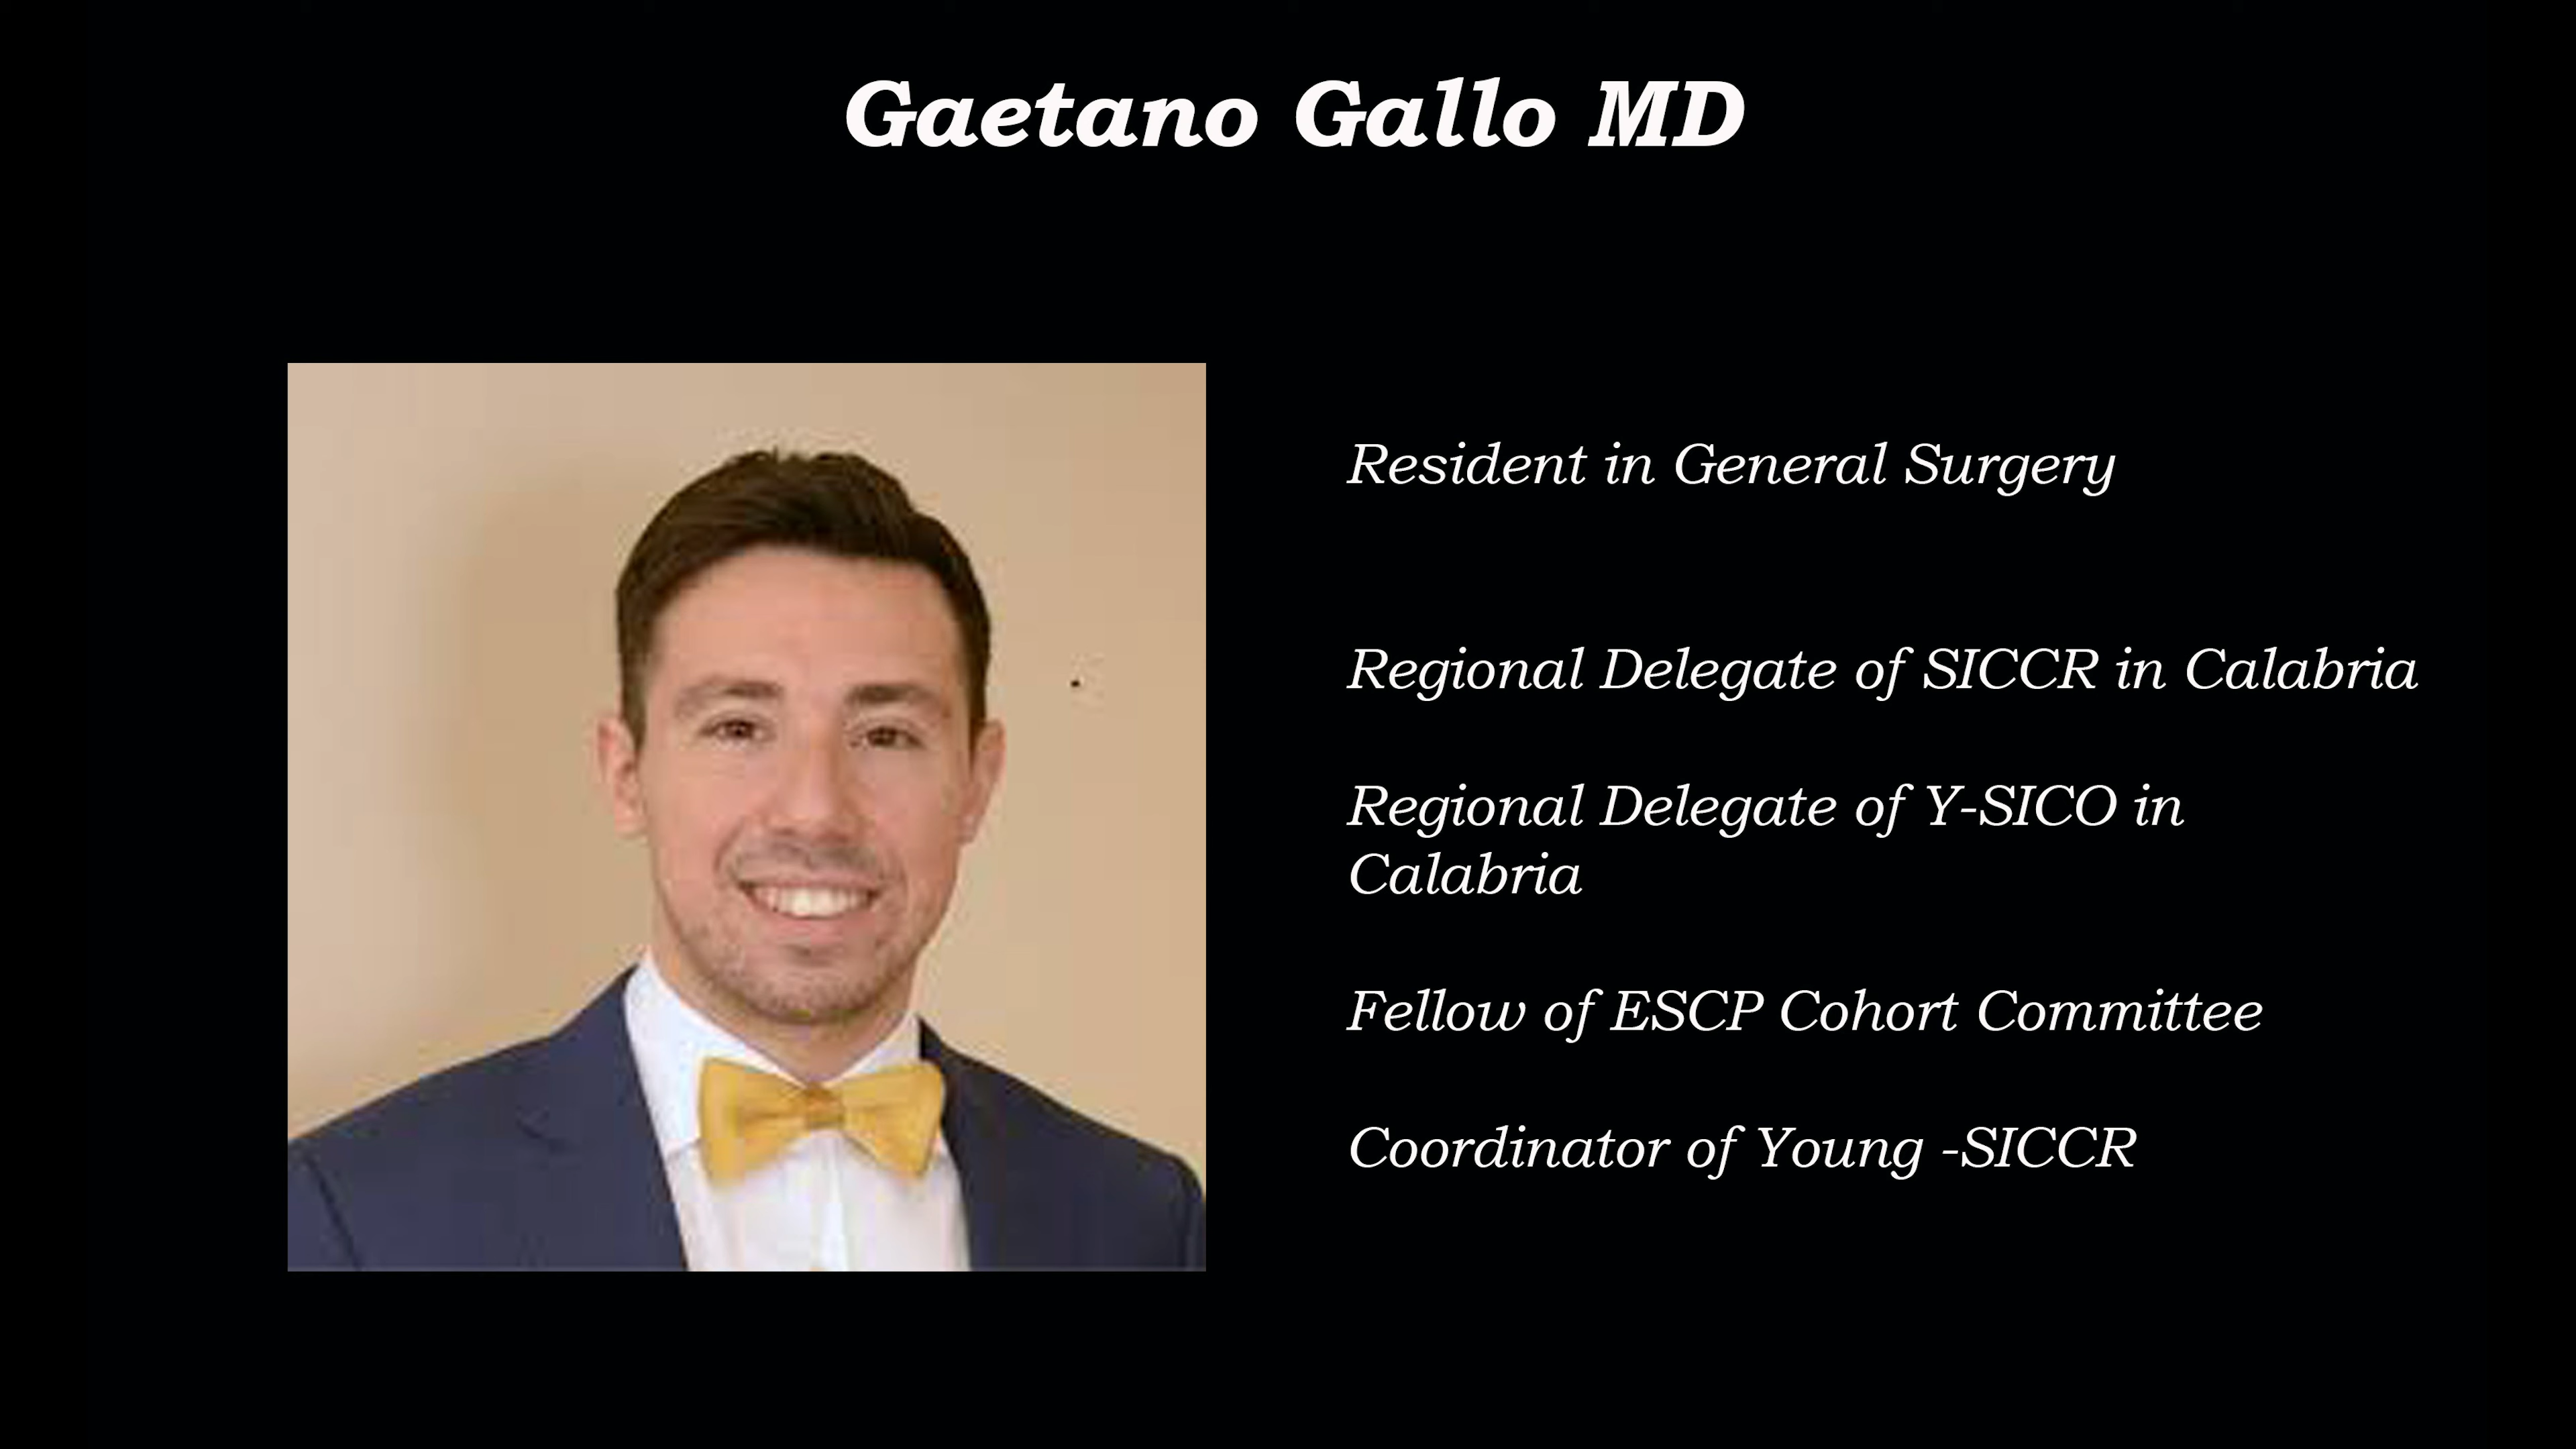 Gaetano Gallo MD
Resident in General Surgery
Regional Delegate of SICCR in Calabria
Regional Delegate of Y-SICO in
Calabria
Fellow of ESCP Cohort Committee
Coordinator of Young -SICCR